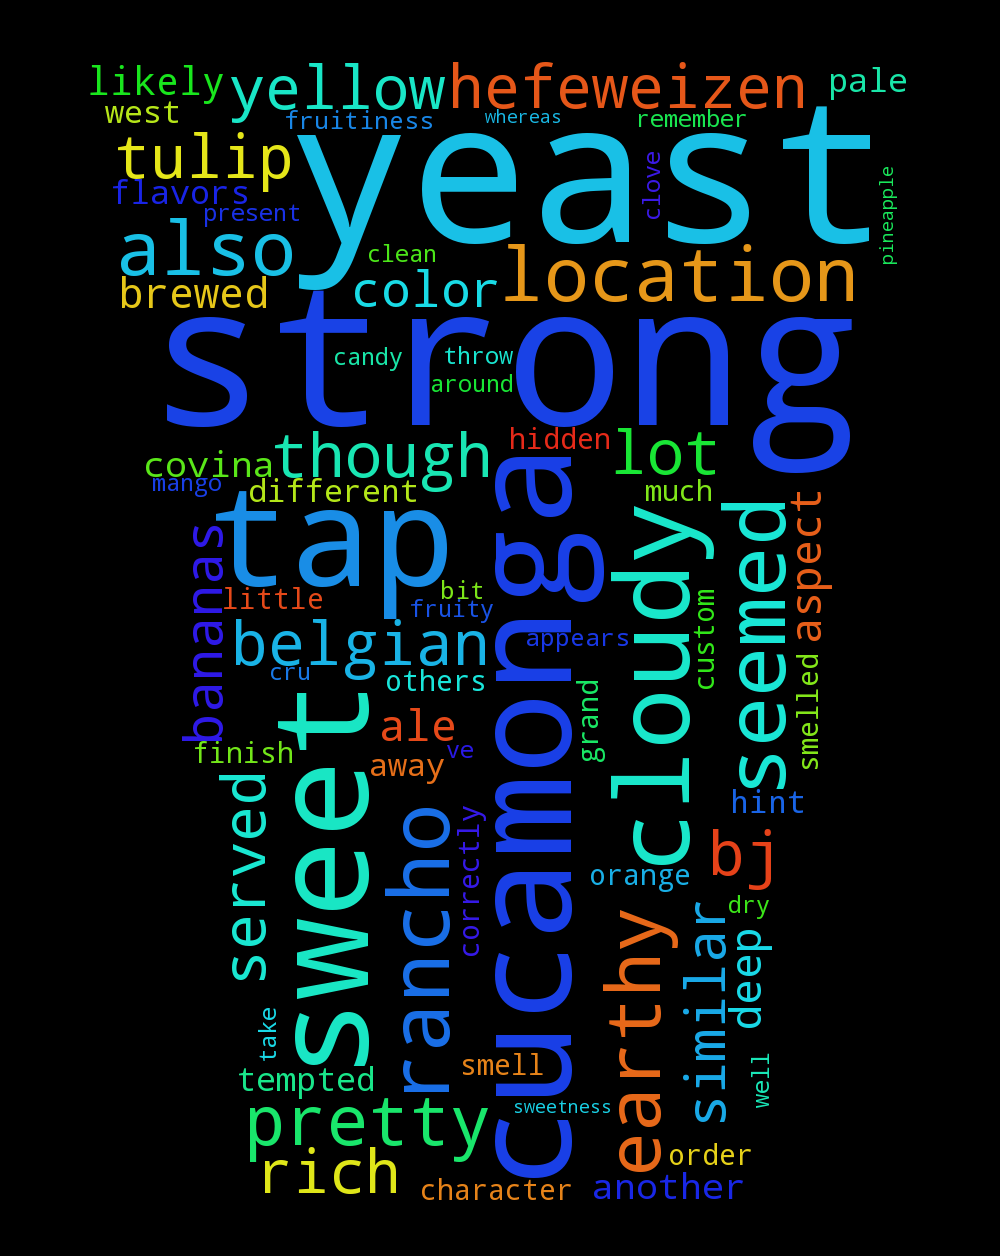 likely
yellow
hefeweizen
pale
west
fruitiness
whereas
remember
tulip
yeast
clove
pineapple
flavors
present
also
clean
location
brewed
color
strong
candy
throw
around
though
hidden
lot
covina
mango
different
much
tap
cucamonga
cloudy
seemed
aspect
bananas
little
bit
fruity
custom
belgian
appears
cru
others
grand
smelled
sweet
ale
ve
finish
away
served
hint
rancho
correctly
bj
orange
dry
earthy
similar
deep
take
smell
well
tempted
sweetness
pretty
order
rich
character
another